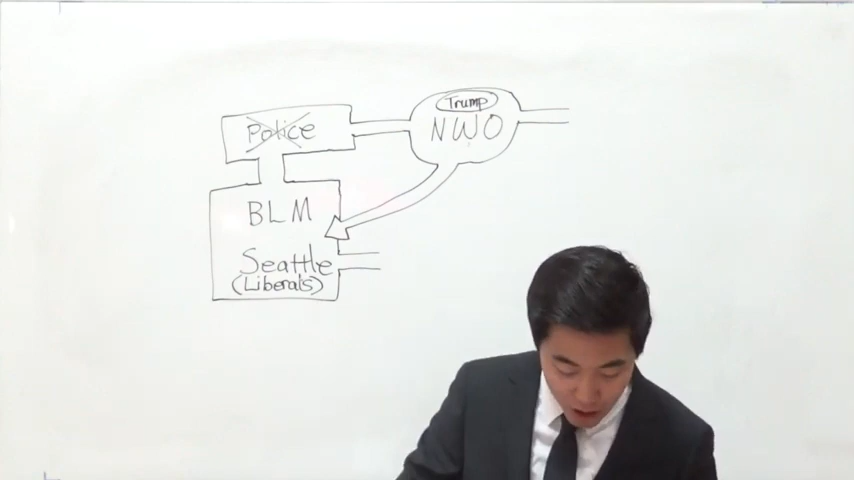 Trump
Police
NWO
BLM
Seattle
(Liberals)